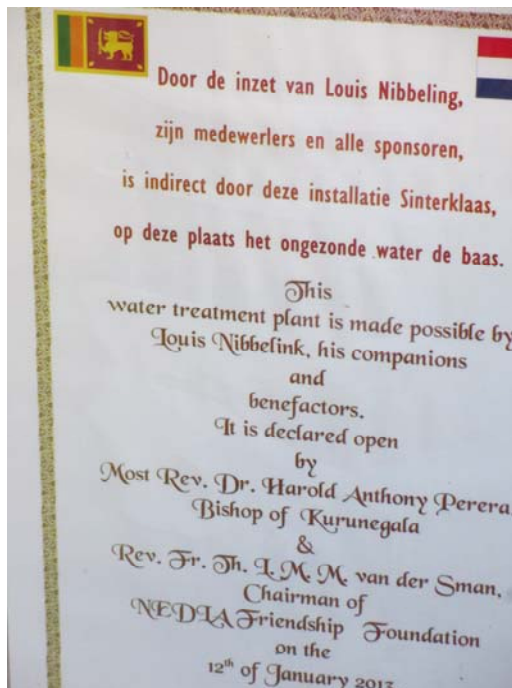 Door de inzet van Louis Nibbeling,
zijn medewerlers en alle sponsoren,
is indirect door deze installatie Sinterklaas,
op deze plaats het ongezonde water de baas.
This
water treatment plant is made possible by
Louis Nibbelink, his companions
and
benefactors.
It is declared open
by
Most Rev. Dr. Harold Anthony Perera
Bishop of Kurunegala
&
Rev. Fr. Th. L. M. M. van der Sman,
Chairman of
NEDLA Friendship Foundation
on the
12th of January 2013